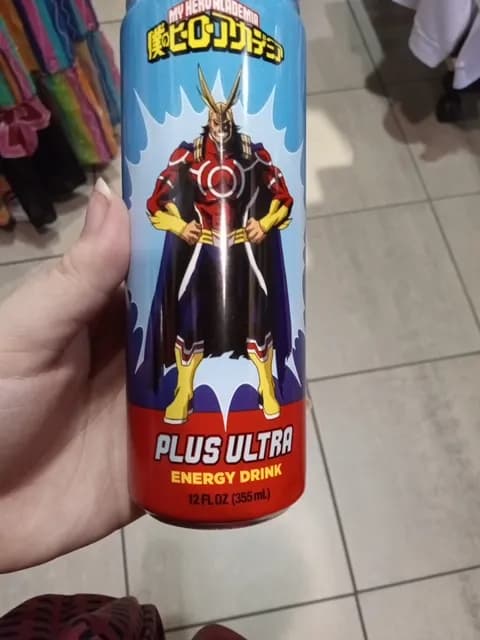 MY HERO ACADEMIA
僕のヒーローアカデミア
PLUS ULTRA
ENERGY DRINK
12 FL OZ (355 mL)